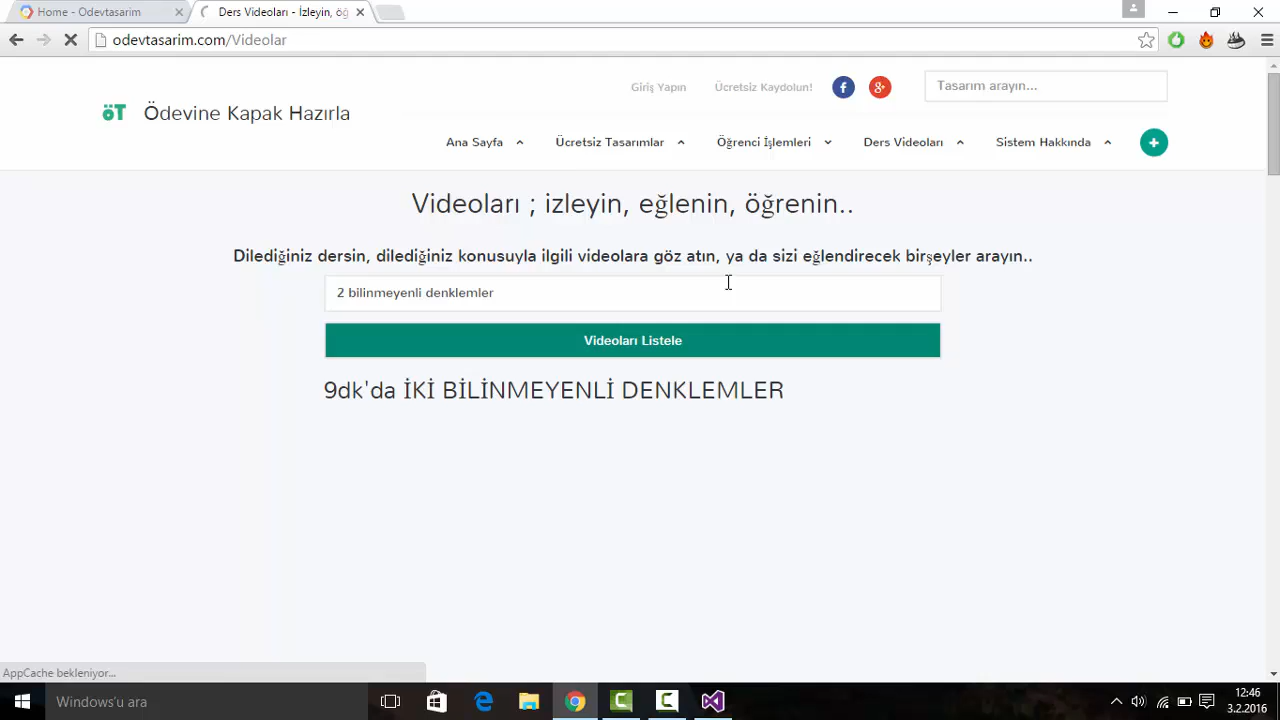 Home - Odevtasarim
Ders Videoları - İzleyin, öğ
odevtasarim.com/Videolar
Giriş Yapın
Ücretsiz Kaydolun!
Tasarım arayın...
öT Ödevine Kapak Hazırla
Ana Sayfa
Ücretsiz Tasarımlar
Öğrenci İşlemleri
Ders Videoları
Sistem Hakkında
Videoları ; izleyin, eğlenin, öğrenin..
Dilediğiniz dersin, dilediğiniz konusuyla ilgili videolara göz atın, ya da sizi eğlendirecek birşeyler arayın..
2 bilinmeyenli denklemler
Videoları Listele
9dk'da İKİ BİLİNMEYENLİ DENKLEMLER
AppCache bekleniyor...
Windows'u ara
12:46
3.2.2016